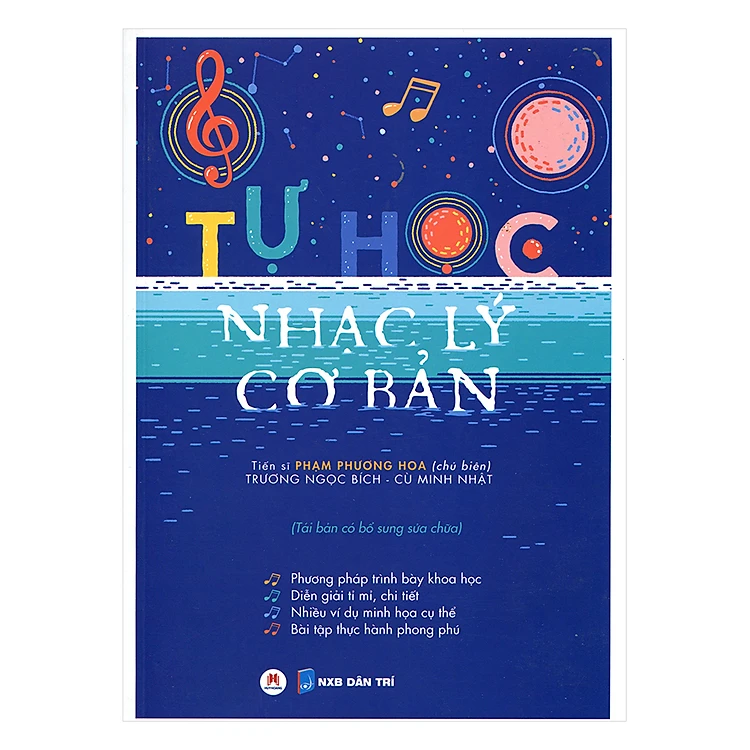 TỰ HỌC
NHẠC LÝ
CƠ BẢN
Tiến sĩ PHẠM PHƯƠNG HOA (chủ biên)
TRƯƠNG NGỌC BÍCH - CÙ MINH NHẬT
(Tái bản có bổ sung sửa chữa)
Phương pháp trình bày khoa học
Diễn giải tỉ mỉ, chi tiết
Nhiều ví dụ minh họa cụ thể
Bài tập thực hành phong phú
HUYHOANG
NXB DÂN TRÍ